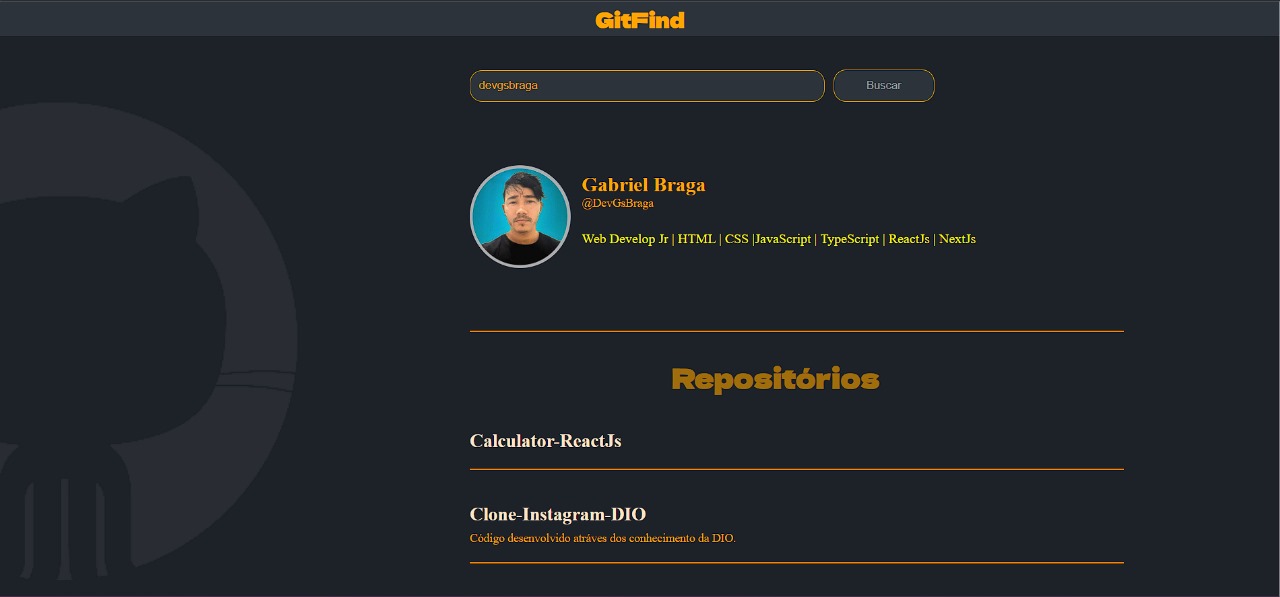 GitFind
devgsbraga
Buscar
Gabriel Braga
@DevGsBraga
Web Develop Jr | HTML | CSS |JavaScript | TypeScript | ReactJs | NextJs
Repositórios
Calculator-ReactJs
Clone-Instagram-DIO
Código desenvolvido atráves dos conhecimento da DIO.